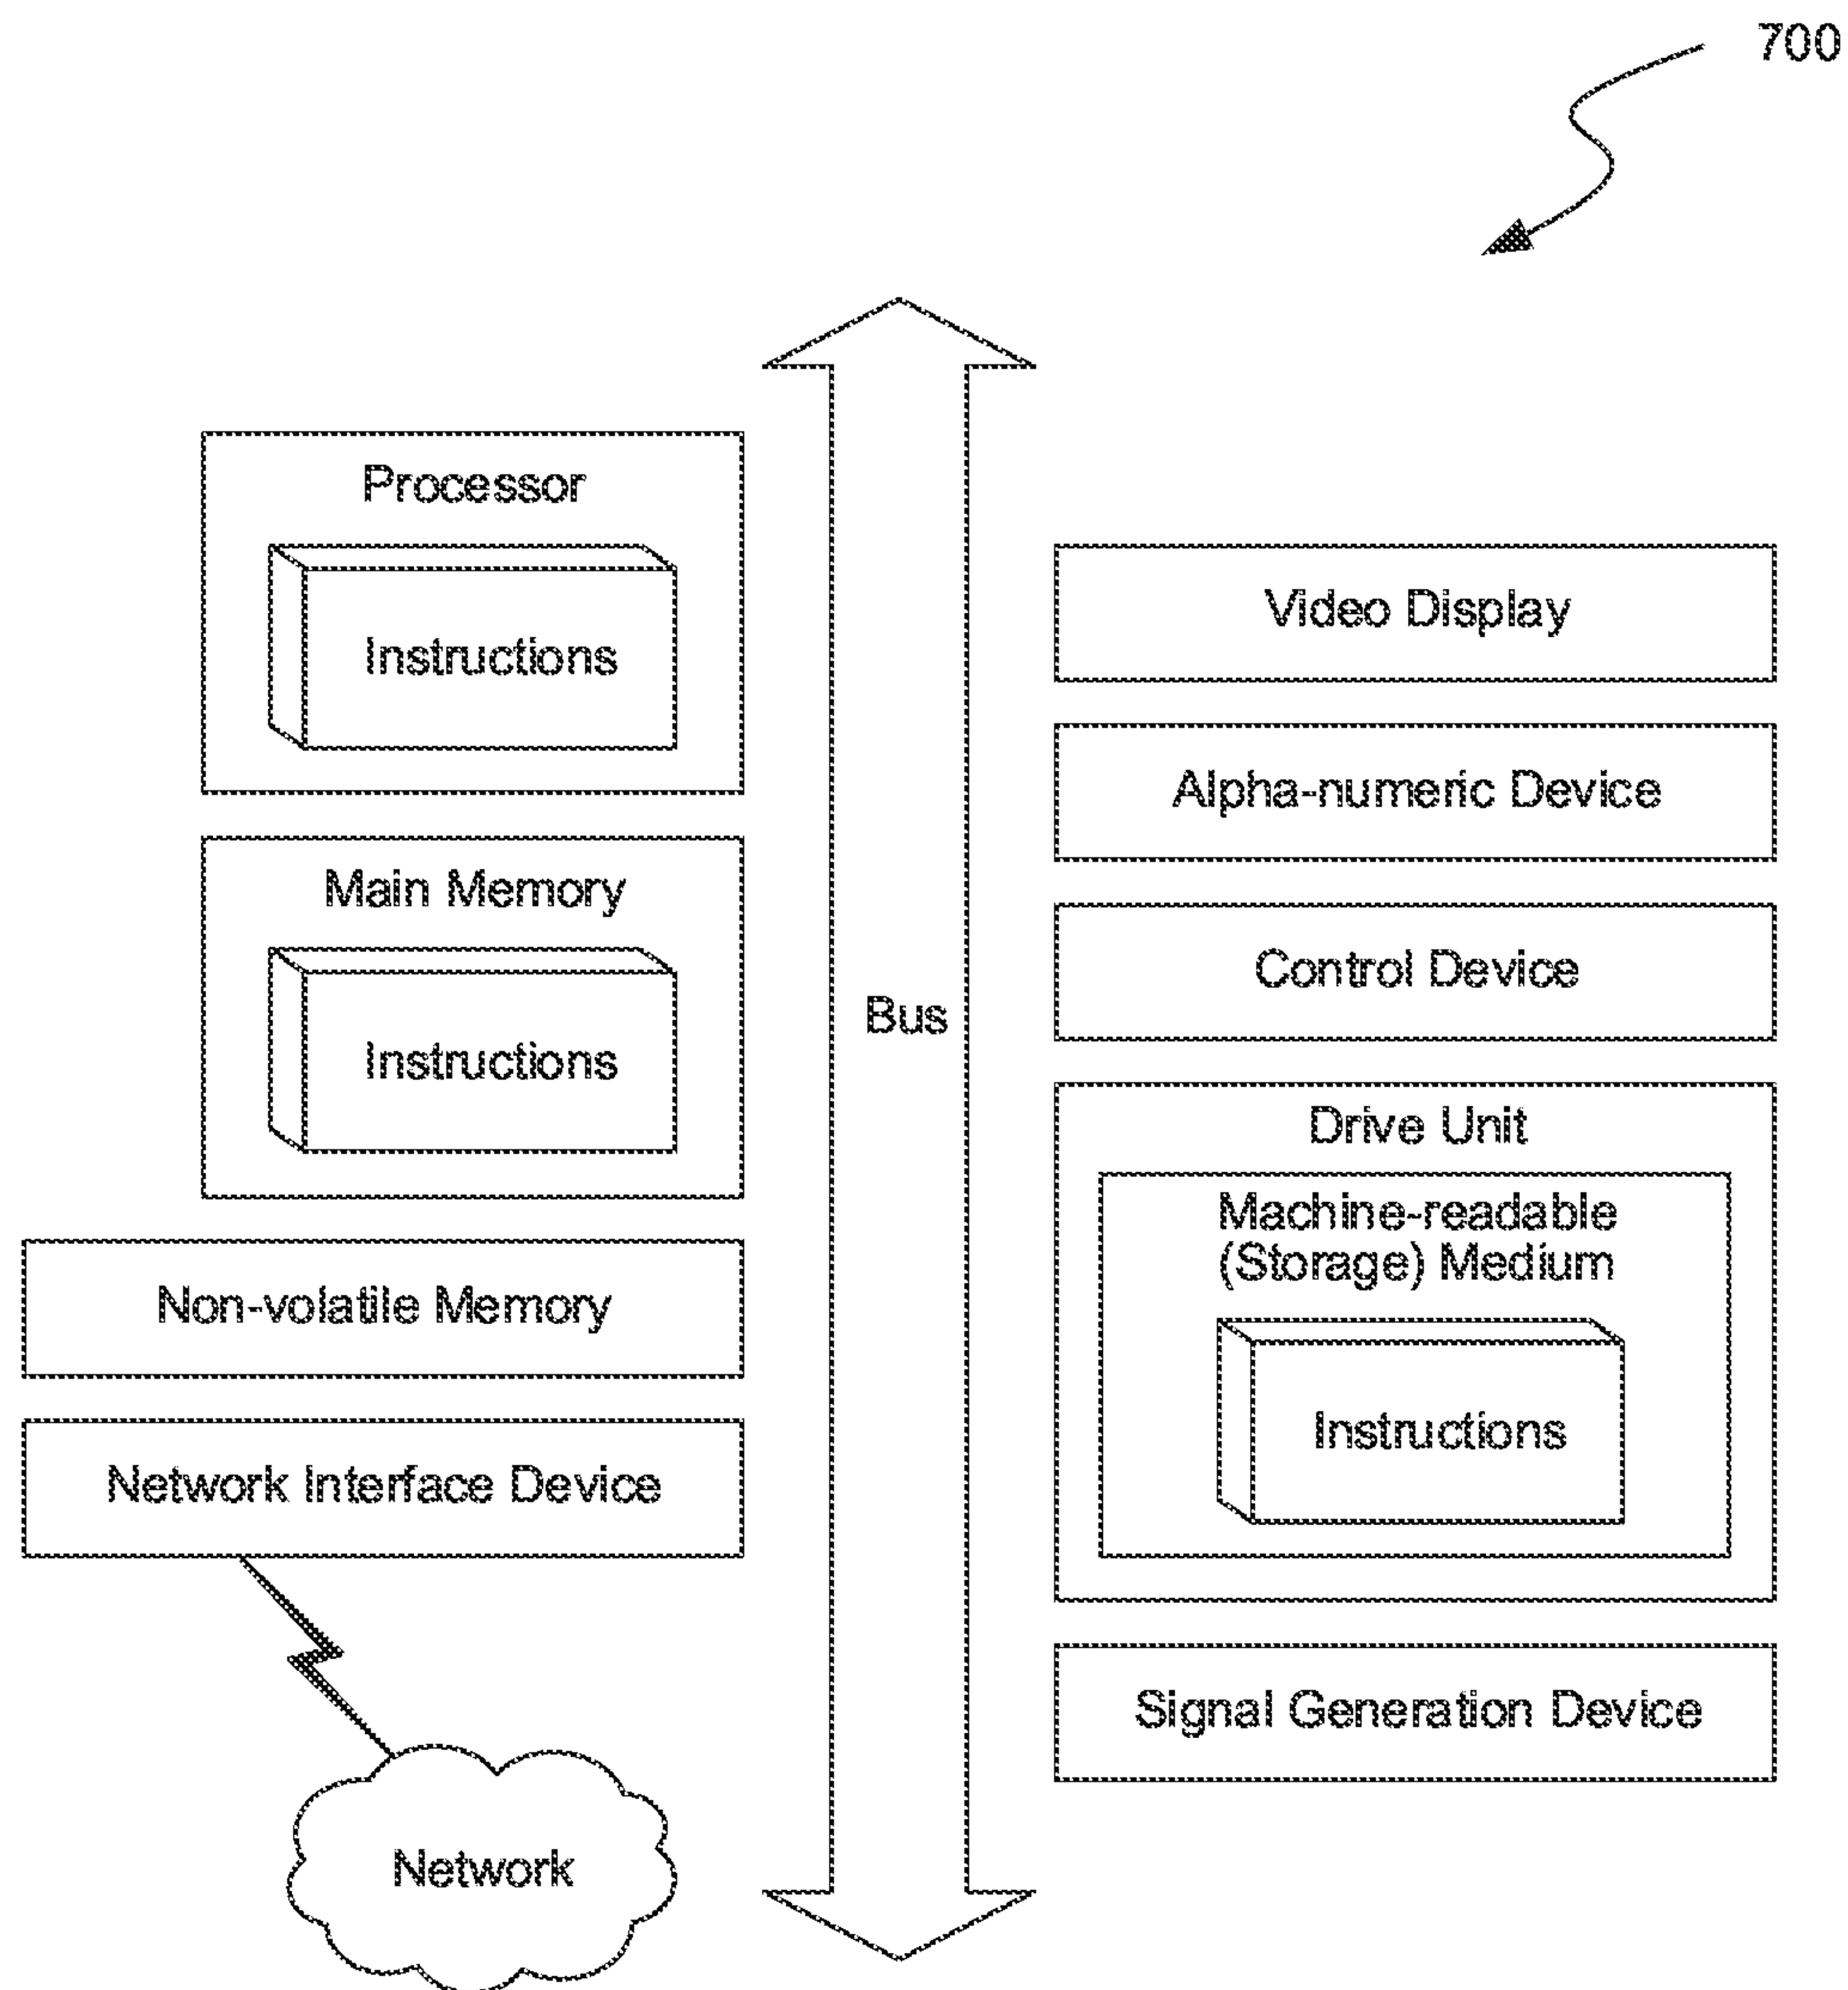 700
Processor
Instructions
Main Memory
Instructions
Non-volatile Memory
Network Interface Device
Network
Bus
Video Display
Alpha-numeric Device
Control Device
Drive Unit
Machine-readable
(Storage) Medium
Instructions
Signal Generation Device